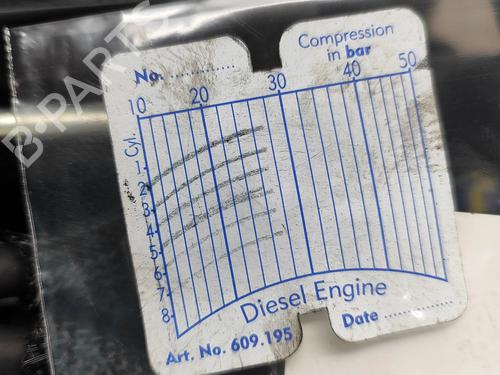 B-PARTS
No. ............
Compression
in bar
10 20 30 40 50
Cyl.
1
2
3
4
5
6
7
8
Diesel Engine
Art. No. 609.195
Date ...............